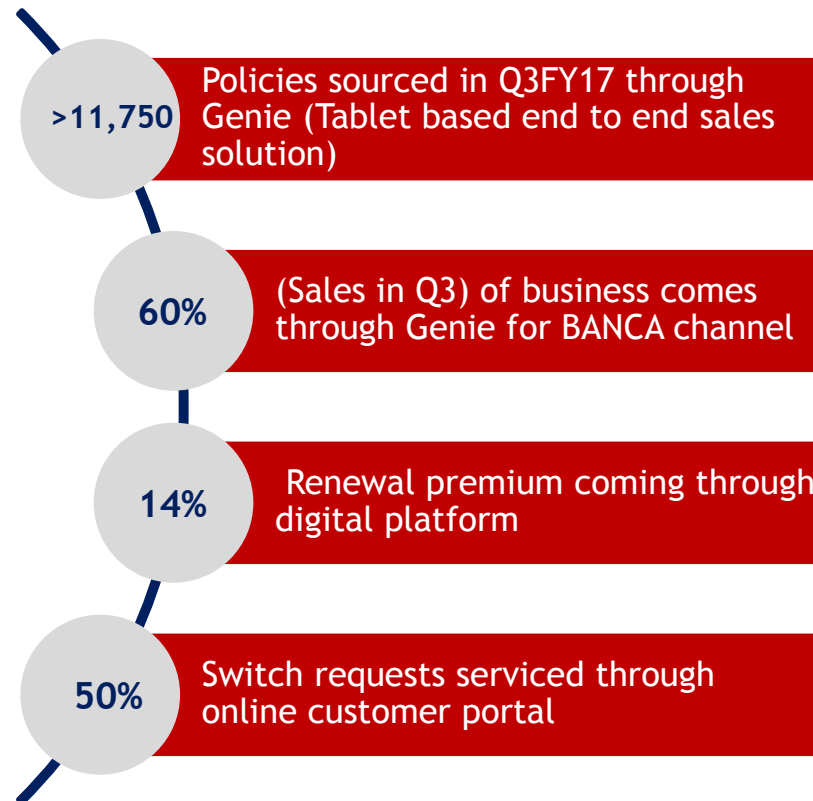 >11,750
Policies sourced in Q3FY17 through
Genie (Tablet based end to end sales
solution)
60%
(Sales in Q3) of business comes
through Genie for BANCA channel
14%
Renewal premium coming through
digital platform
50%
Switch requests serviced through
online customer portal